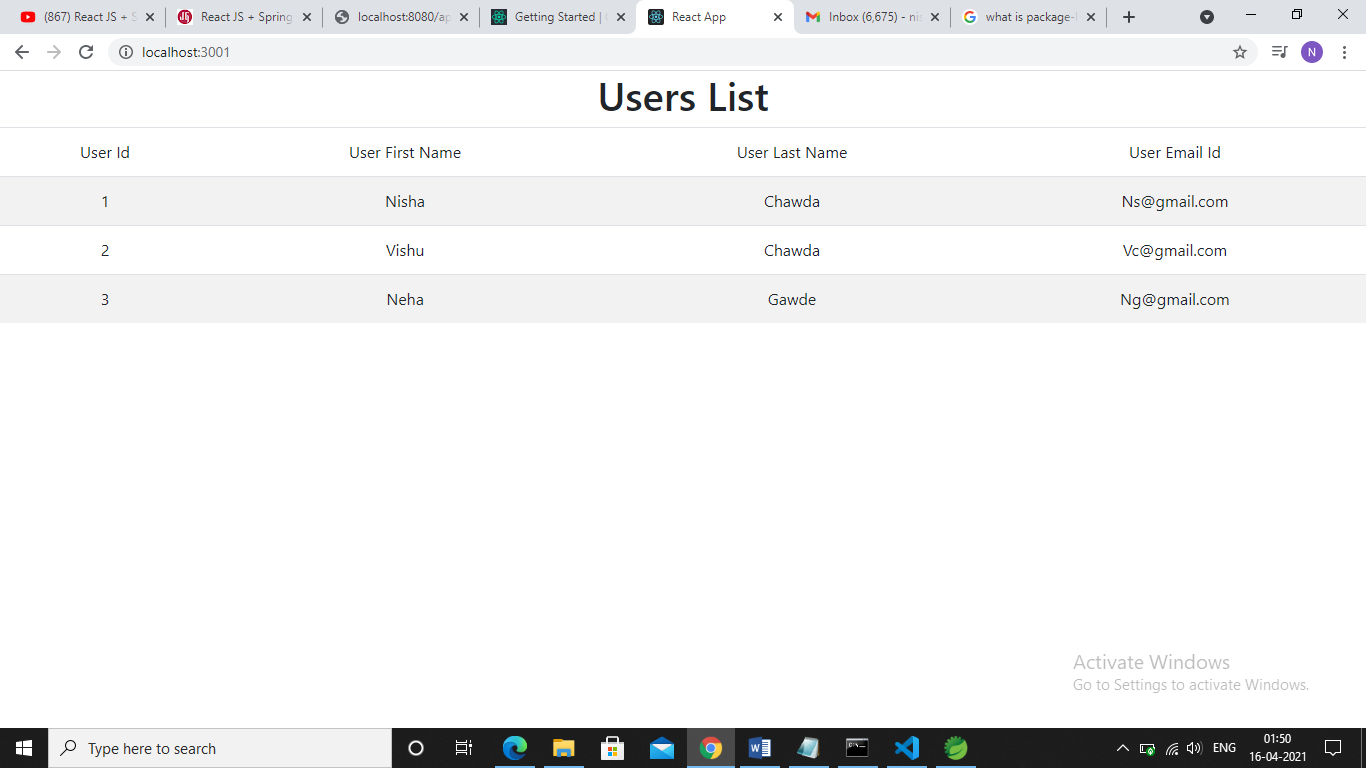 (867) React JS + S
React JS + Spring
localhost:8080/ap
Getting Started |
React App
Inbox (6,675) - nis
what is package-
localhost:3001
N
Users List
User Id User First Name User Last Name User Email Id
1 Nisha Chawda Ns@gmail.com
2 Vishu Chawda Vc@gmail.com
3 Neha Gawde Ng@gmail.com
Activate Windows
Go to Settings to activate Windows.
Type here to search
ENG
01:50
16-04-2021